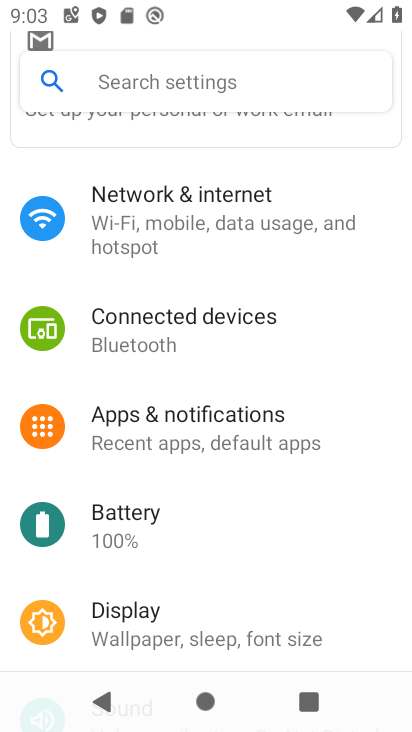 9:03
Search settings
Set up your personal or work email
Network & internet
Wi-Fi, mobile, data usage, and
hotspot
Connected devices
Bluetooth
Apps & notifications
Recent apps, default apps
Battery
100%
Display
Wallpaper, sleep, font size
Sound